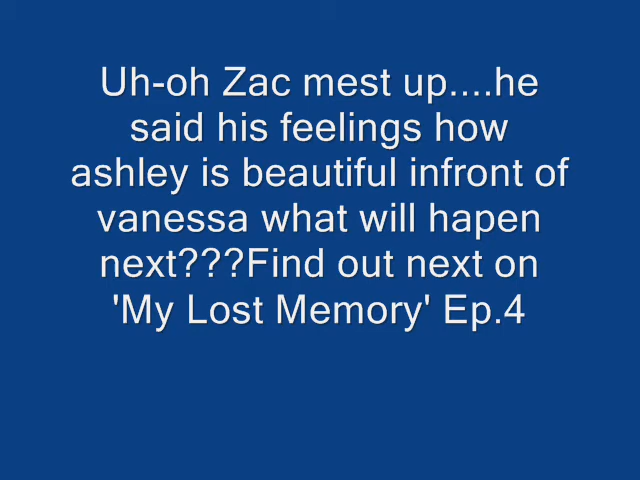 Uh-oh Zac mest up....he
said his feelings how
ashley is beautiful infront of
vanessa what will hapen
next???Find out next on
'My Lost Memory' Ep.4